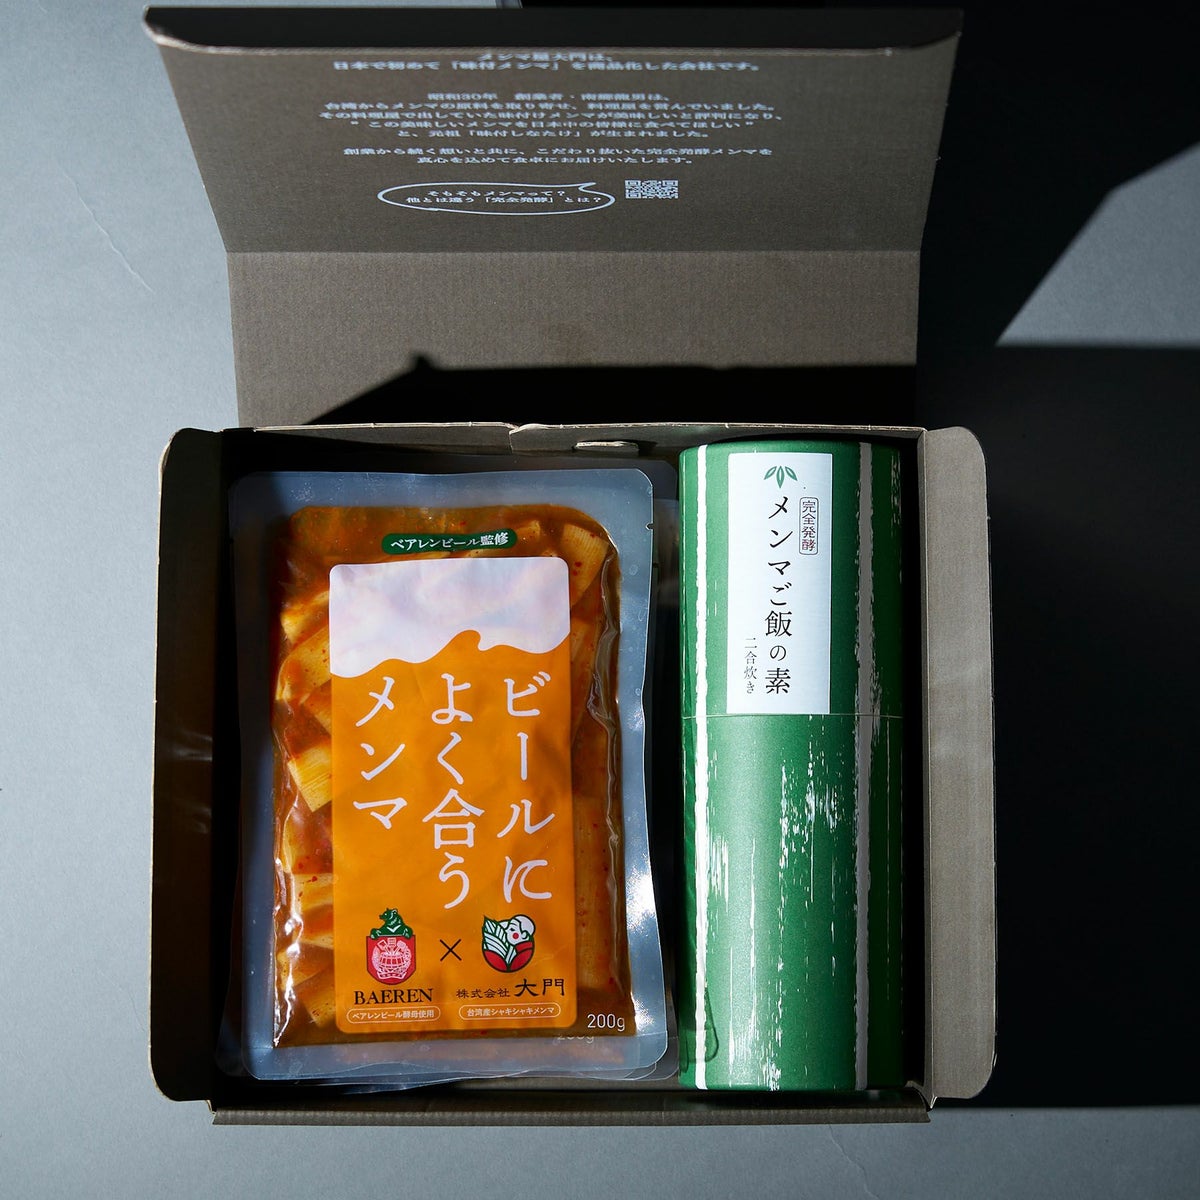 メンマ屋大門は、
日本で初めて「味付メンマ」を商品化した会社です。
昭和30年 創業者・南郷龍男は、
台湾からメンマの原料を取り寄せ、料理屋を営んでいました。
その料理屋で出していた味付けメンマが美味しいと評判になり、
"この美味しいメンマを日本中の皆様に食べてほしい"
と、元祖「味付しなたけ」が生まれました。
創業から続く想いと共に、こだわり抜いた完全発酵メンマを
真心を込めて食卓にお届けいたします。
そもそもメンマって？
他とは違う「完全発酵」とは？
ベアレンビール監修
ビールに
よく合う
メンマ
BAEREN
ベアレンビール酵母使用
×
株式会社 大門
台湾産シャキシャキメンマ
200g
完全発酵
メンマご飯の素
二合炊き